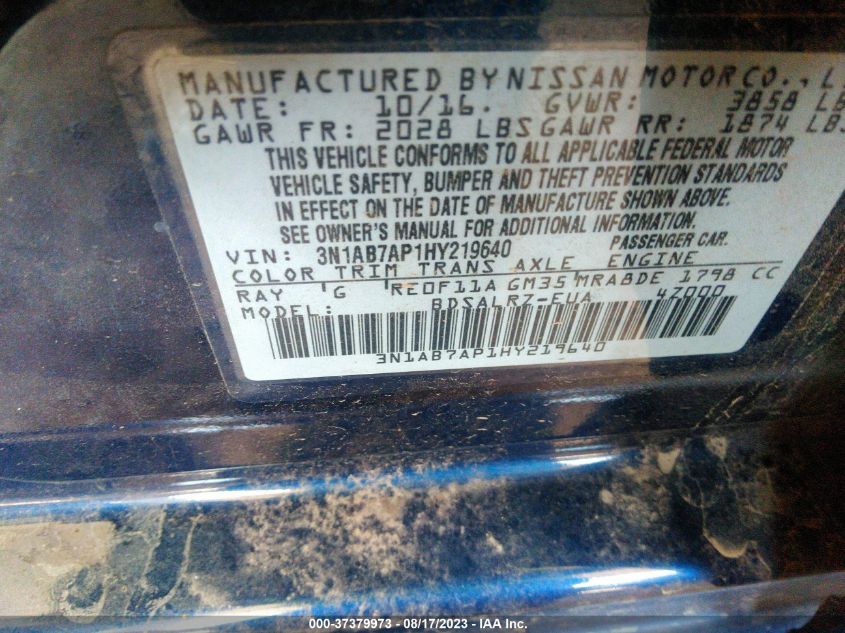 MANUFACTURED BY NISSAN MOTOR CO., L
DATE: 10/16. GVWR: 3858 LB
GAWR FR: 2028 LBS GAWR RR: 1874 LBS
THIS VEHICLE CONFORMS TO ALL APPLICABLE FEDERAL MOTOR
VEHICLE SAFETY, BUMPER AND THEFT PREVENTION STANDARDS
IN EFFECT ON THE DATE OF MANUFACTURE SHOWN ABOVE.
SEE OWNER'S MANUAL FOR ADDITIONAL INFORMATION.
VIN: 3N1AB7AP1HY219640 PASSENGER CAR.
COLOR TRIM TRANS AXLE ENGINE
RAY 'G 'RE0F11A GM35 MRA8DE 1798 CC
MODEL: BDSALRZ-EUA 47000
3N1AB7AP1HY219640
000-37379973 - 08/17/2023 - IAA Inc.